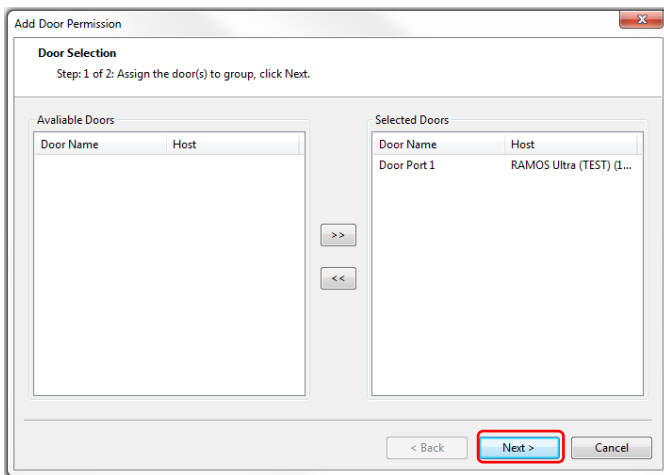 Add Door Permission
Door Selection
Step: 1 of 2: Assign the door(s) to group, click Next.
Avaliable Doors
Door Name Host
>>
<<
Selected Doors
Door Name Host
Door Port 1 RAMOS Ultra (TEST) (1...
< Back Next > Cancel